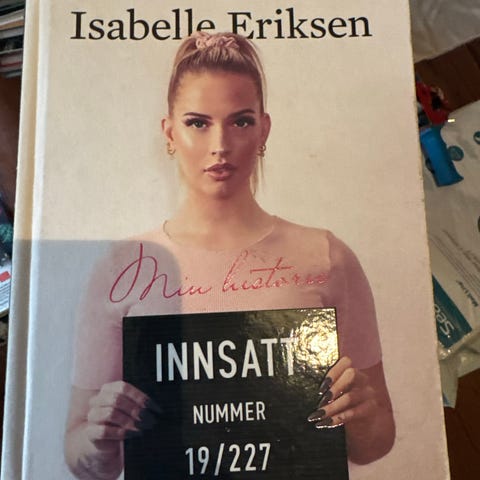 Isabelle Eriksen
Min historie
INNSATT
NUMMER
19/227